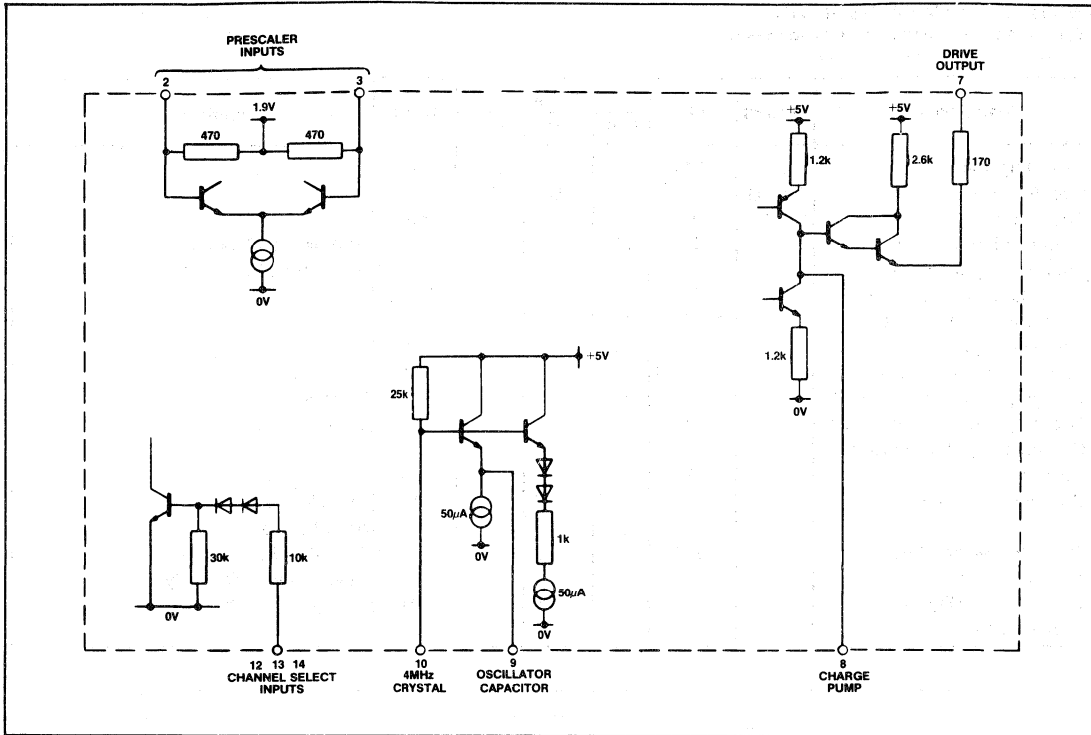 PRESCALER
INPUTS
2
3
1.9V
470
470
0V
DRIVE
OUTPUT
7
+5V
+5V
1.2k
2.6k
170
1.2k
0V
+5V
25k
50μA
0V
1k
50μA
0V
30k
10k
0V
12 13 14
CHANNEL SELECT
INPUTS
10
4MHz
CRYSTAL
9
OSCILLATOR
CAPACITOR
8
CHARGE
PUMP